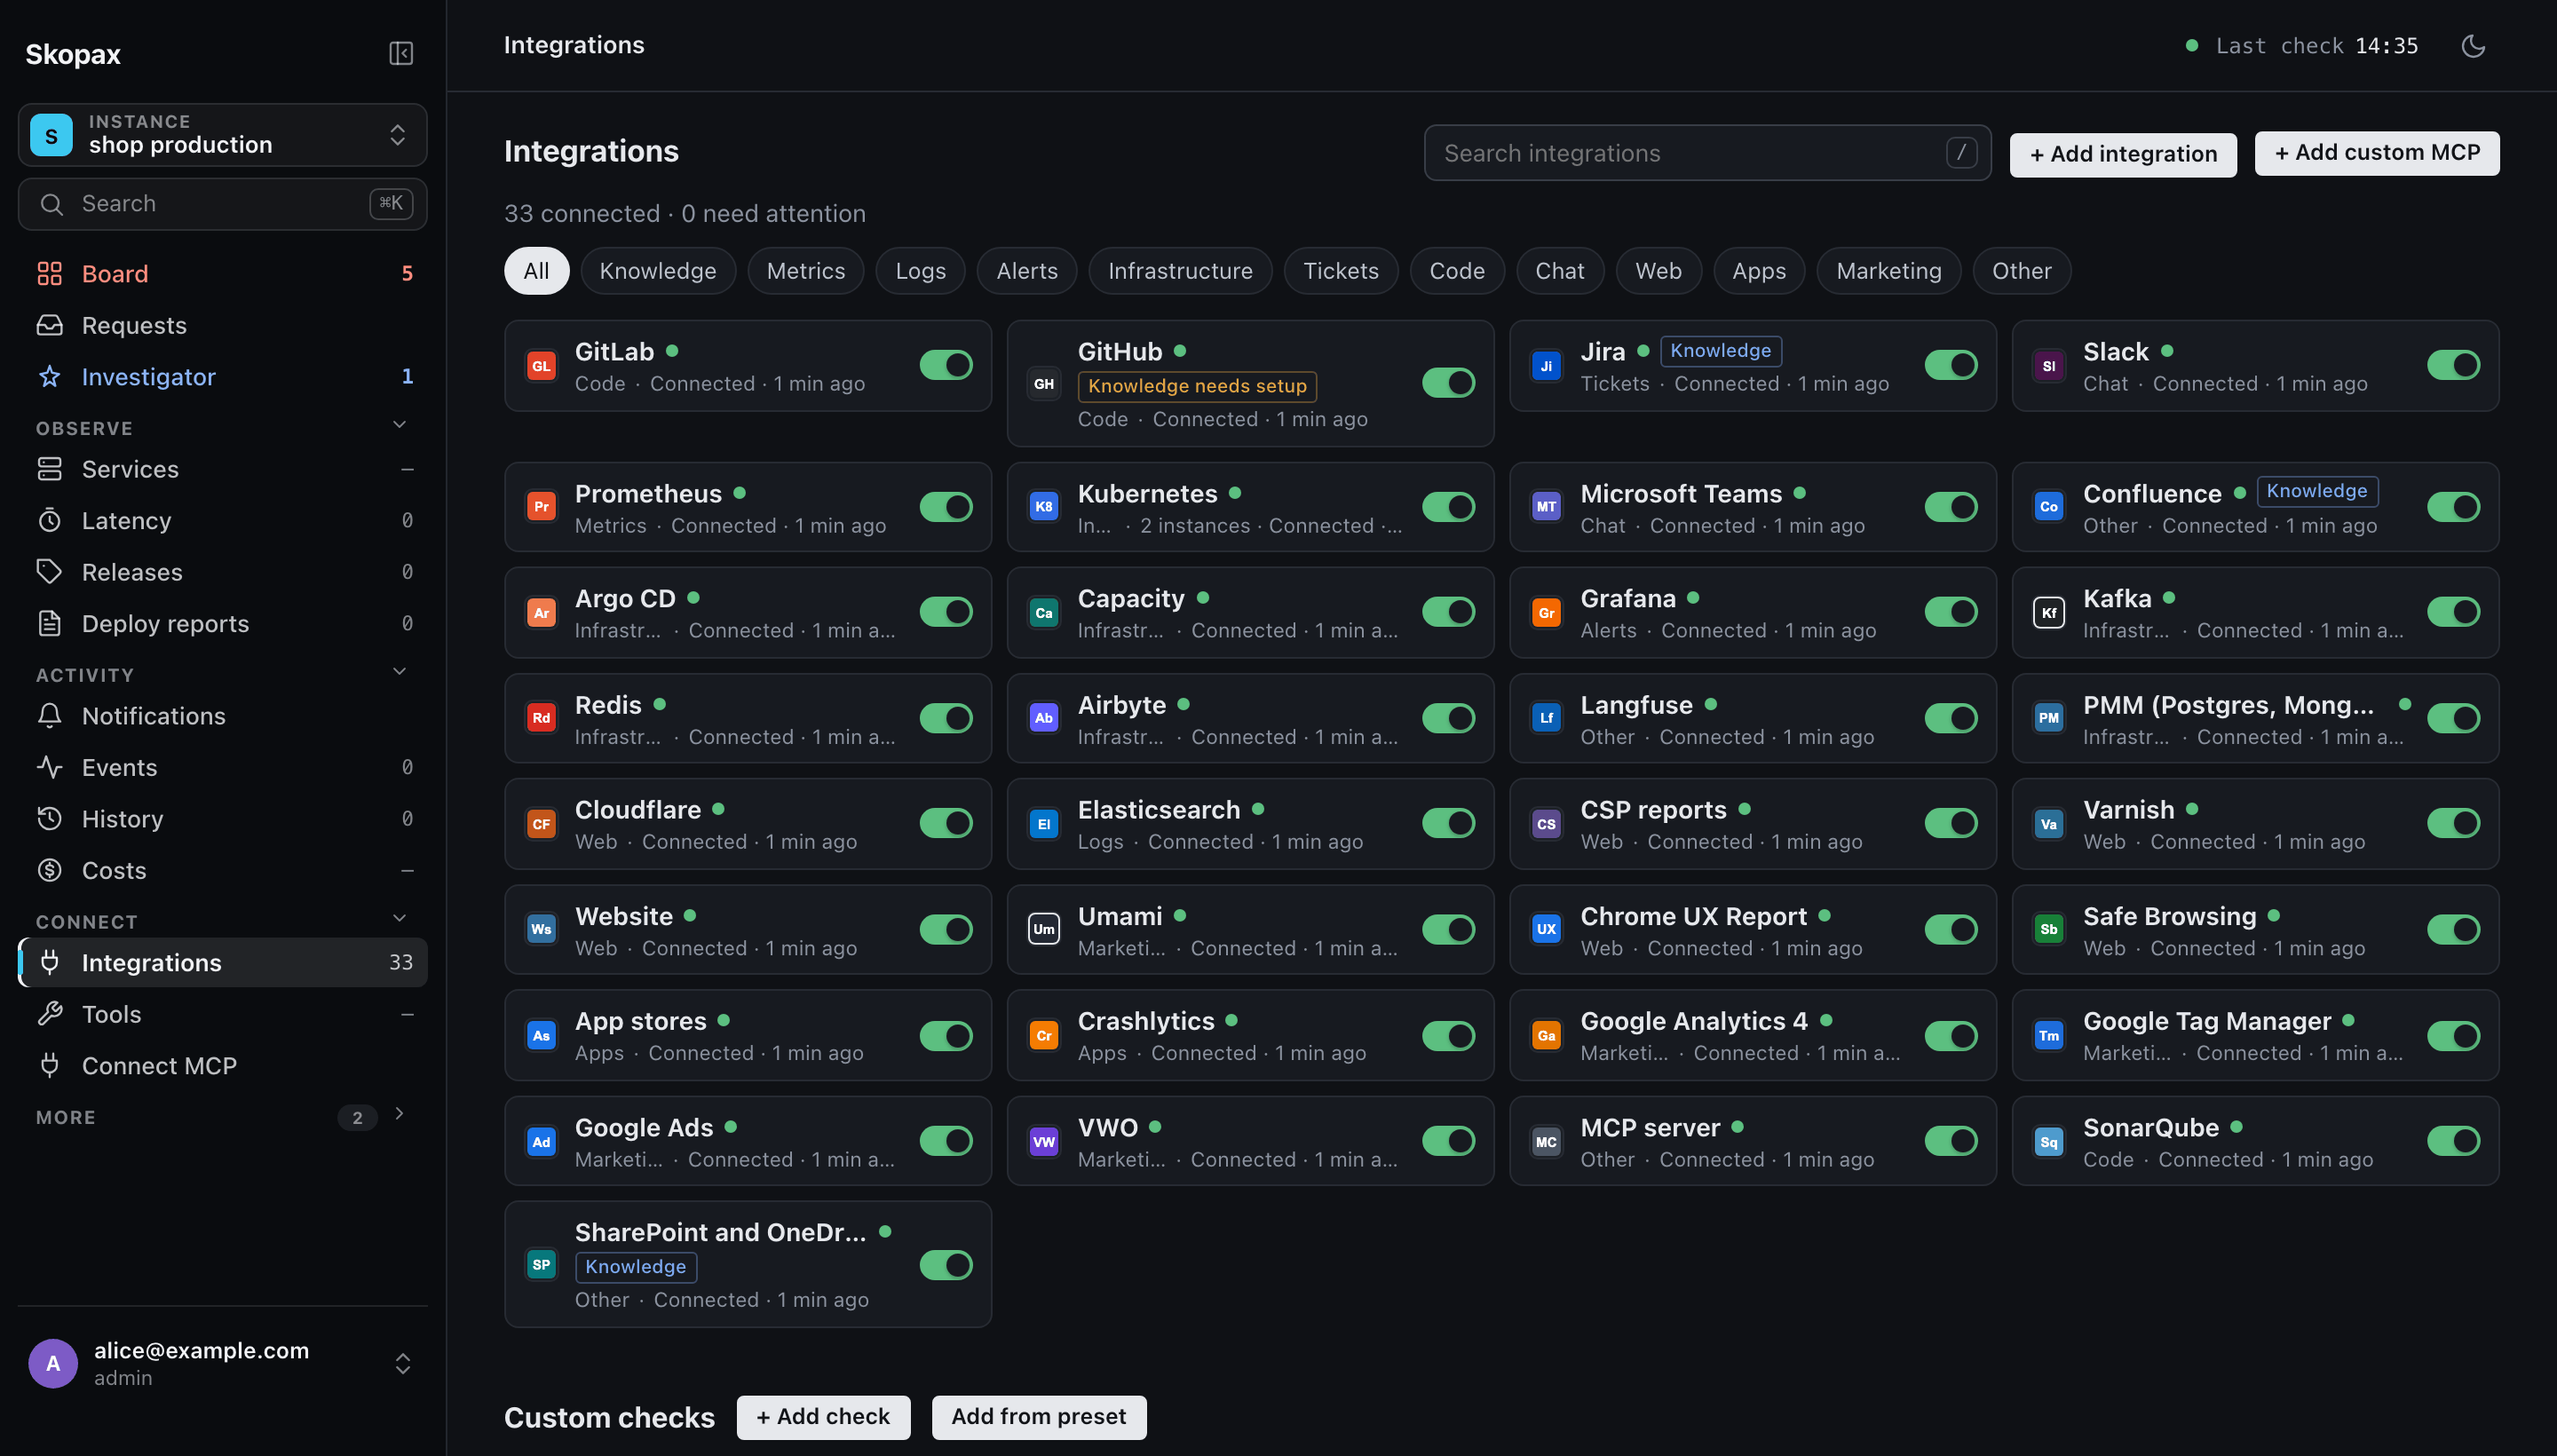 Skopax
S
INSTANCE
shop production
Search ⌘K
Board 5
Requests
Investigator 1
OBSERVE
Services –
Latency 0
Releases 0
Deploy reports 0
ACTIVITY
Notifications
Events 0
History 0
Costs –
CONNECT
Integrations 33
Tools –
Connect MCP
MORE 2
A
alice@example.com
admin
Integrations
Last check 14:35
Integrations
Search integrations /
+ Add integration
+ Add custom MCP
33 connected · 0 need attention
All Knowledge Metrics Logs Alerts Infrastructure Tickets Code Chat Web Apps Marketing Other
GL GitLab
Code · Connected · 1 min ago
GH GitHub
Knowledge needs setup
Code · Connected · 1 min ago
Ji Jira Knowledge
Tickets · Connected · 1 min ago
Sl Slack
Chat · Connected · 1 min ago
Pr Prometheus
Metrics · Connected · 1 min ago
K8 Kubernetes
In... · 2 instances · Connected ·...
MT Microsoft Teams
Chat · Connected · 1 min ago
Co Confluence Knowledge
Other · Connected · 1 min ago
Ar Argo CD
Infrastr... · Connected · 1 min a...
Ca Capacity
Infrastr... · Connected · 1 min a...
Gr Grafana
Alerts · Connected · 1 min ago
Kf Kafka
Infrastr... · Connected · 1 min a...
Rd Redis
Infrastr... · Connected · 1 min a...
Ab Airbyte
Infrastr... · Connected · 1 min a...
Lf Langfuse
Other · Connected · 1 min ago
PM PMM (Postgres, Mong...
Infrastr... · Connected · 1 min a...
CF Cloudflare
Web · Connected · 1 min ago
El Elasticsearch
Logs · Connected · 1 min ago
CS CSP reports
Web · Connected · 1 min ago
Va Varnish
Web · Connected · 1 min ago
Ws Website
Web · Connected · 1 min ago
Um Umami
Marketi... · Connected · 1 min a...
UX Chrome UX Report
Web · Connected · 1 min ago
Sb Safe Browsing
Web · Connected · 1 min ago
As App stores
Apps · Connected · 1 min ago
Cr Crashlytics
Apps · Connected · 1 min ago
Ga Google Analytics 4
Marketi... · Connected · 1 min a...
Tm Google Tag Manager
Marketi... · Connected · 1 min a...
Ad Google Ads
Marketi... · Connected · 1 min a...
VW VWO
Marketi... · Connected · 1 min a...
MC MCP server
Other · Connected · 1 min ago
Sq SonarQube
Code · Connected · 1 min ago
SP SharePoint and OneDr...
Knowledge
Other · Connected · 1 min ago
Custom checks
+ Add check
Add from preset